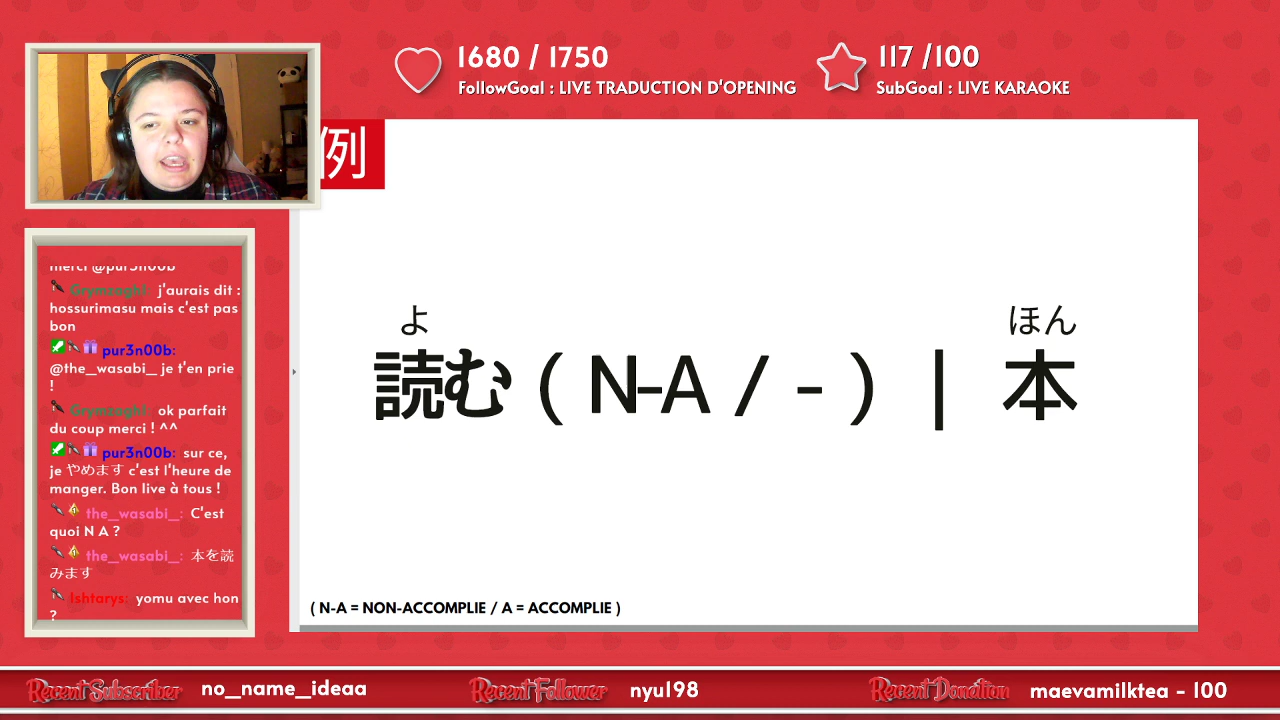 1680 / 1750
FollowGoal : LIVE TRADUCTION D'OPENING
117 /100
SubGoal : LIVE KARAOKE
例
よ
ほん
読む ( N-A / - ) | 本
( N-A = NON-ACCOMPLIE / A = ACCOMPLIE )
merci @pur3n00b
Grymzaghl: j'aurais dit :
hossurimasu mais c'est pas
bon
pur3n00b:
@the_wasabi_ je t'en prie
!
Grymzaghl: ok parfait
du coup merci ! ^^
pur3n00b: sur ce,
je やめます c'est l'heure de
manger. Bon live à tous !
the_wasabi_: C'est
quoi N A ?
the_wasabi_: 本を読
みます
Ishtarys: yomu avec hon
?
Recent Subscriber no_name_ideaa
Recent Follower nyu198
Recent Donation maevamilktea - 100